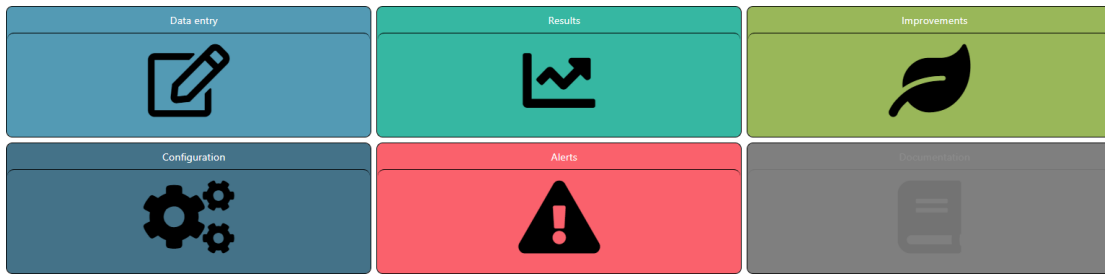 Data entry
Results
Improvements
Configuration
Alerts
Documentation